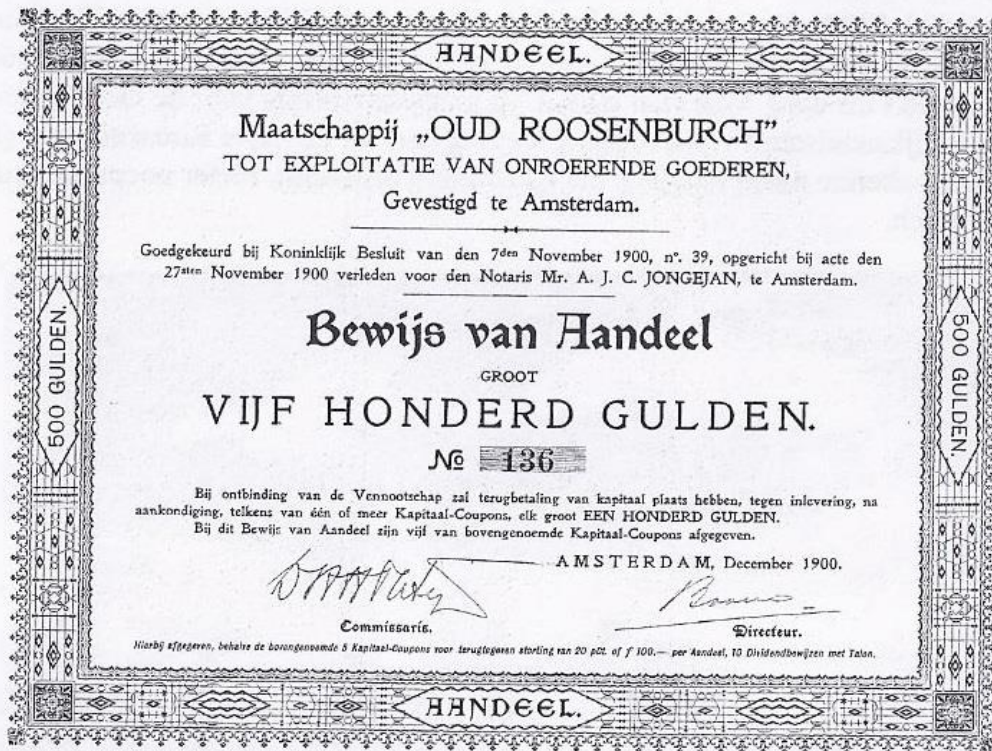 AANDEEL.
Maatschappij „OUD ROOSENBURCH”
TOT EXPLOITATIE VAN ONROERENDE GOEDEREN,
Gevestigd te Amsterdam.
Goedgekeurd bij Koninklijk Besluit van den 7den November 1900, no. 39, opgericht bij acte den
27sten November 1900 verleden voor den Notaris Mr. A. J. C. JONGEJAN, te Amsterdam.
500 GULDEN.
500 GULDEN.
Bewijs van Aandeel
GROOT
VIJF HONDERD GULDEN.
No 136
Bij ontbinding van de Vennootschap zal terugbetaling van kapitaal plaats hebben, tegen inlevering, na
aankondiging, telkens van één of meer Kapitaal-Coupons, elk groot EEN HONDERD GULDEN.
Bij dit Bewijs van Aandeel zijn vijf van bovengenoemde Kapitaal-Coupons afgegeven.
AMSTERDAM, December 1900.
Commissaris.
Directeur.
Hierbij afgegeven, behalve de bovengenoemde 5 Kapitaal-Coupons voor terugtegeven storting van 20 pCt. of ƒ 100.— per Aandeel, 10 Dividendbewijzen met Talon.
AANDEEL.